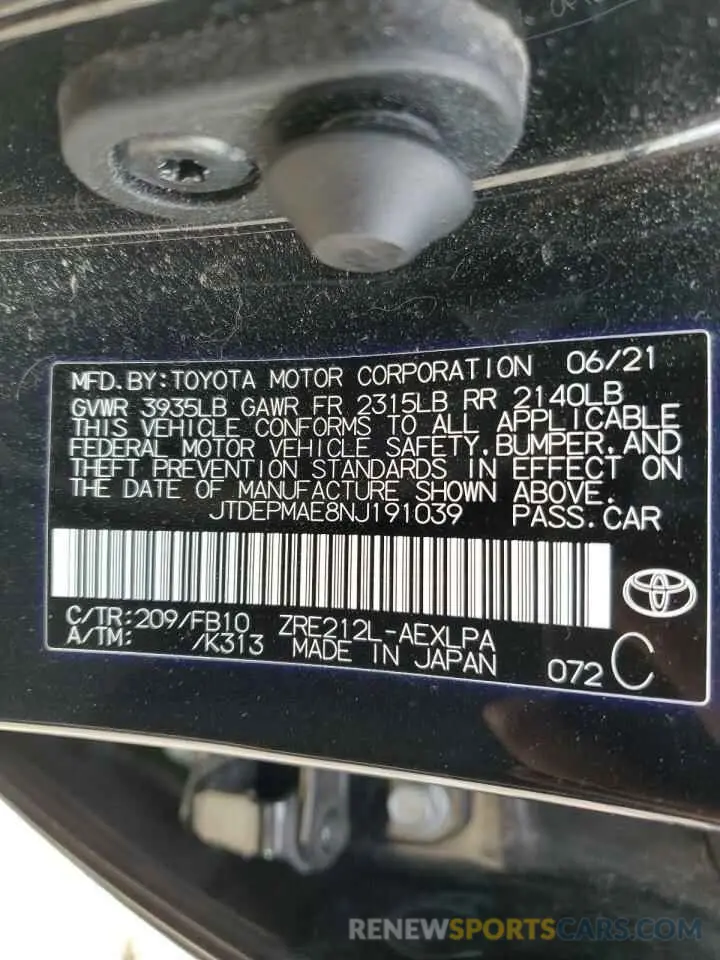 MFD. BY: TOYOTA MOTOR CORPORATION 06/21
GVWR 3935LB GAWR FR 2315LB RR 2140LB
THIS VEHICLE CONFORMS TO ALL APPLICABLE
FEDERAL MOTOR VEHICLE SAFETY, BUMPER, AND
THEFT PREVENTION STANDARDS IN EFFECT ON
THE DATE OF MANUFACTURE SHOWN ABOVE.
JTDEPMAE8NJ191039 PASS. CAR
C/TR: 209/FB10 ZRE212L-AEXLPA
A/TM: /K313 MADE IN JAPAN 072 C
RENEWSPORTSCARS.COM